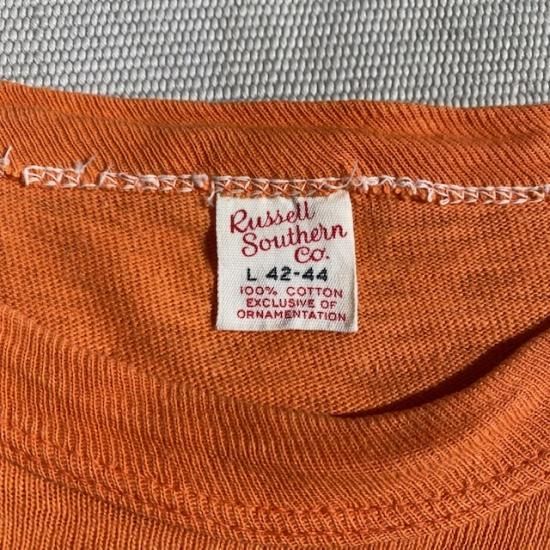 Russell
Southern
Co.
L 42-44
100% COTTON
EXCLUSIVE OF
ORNAMENTATION